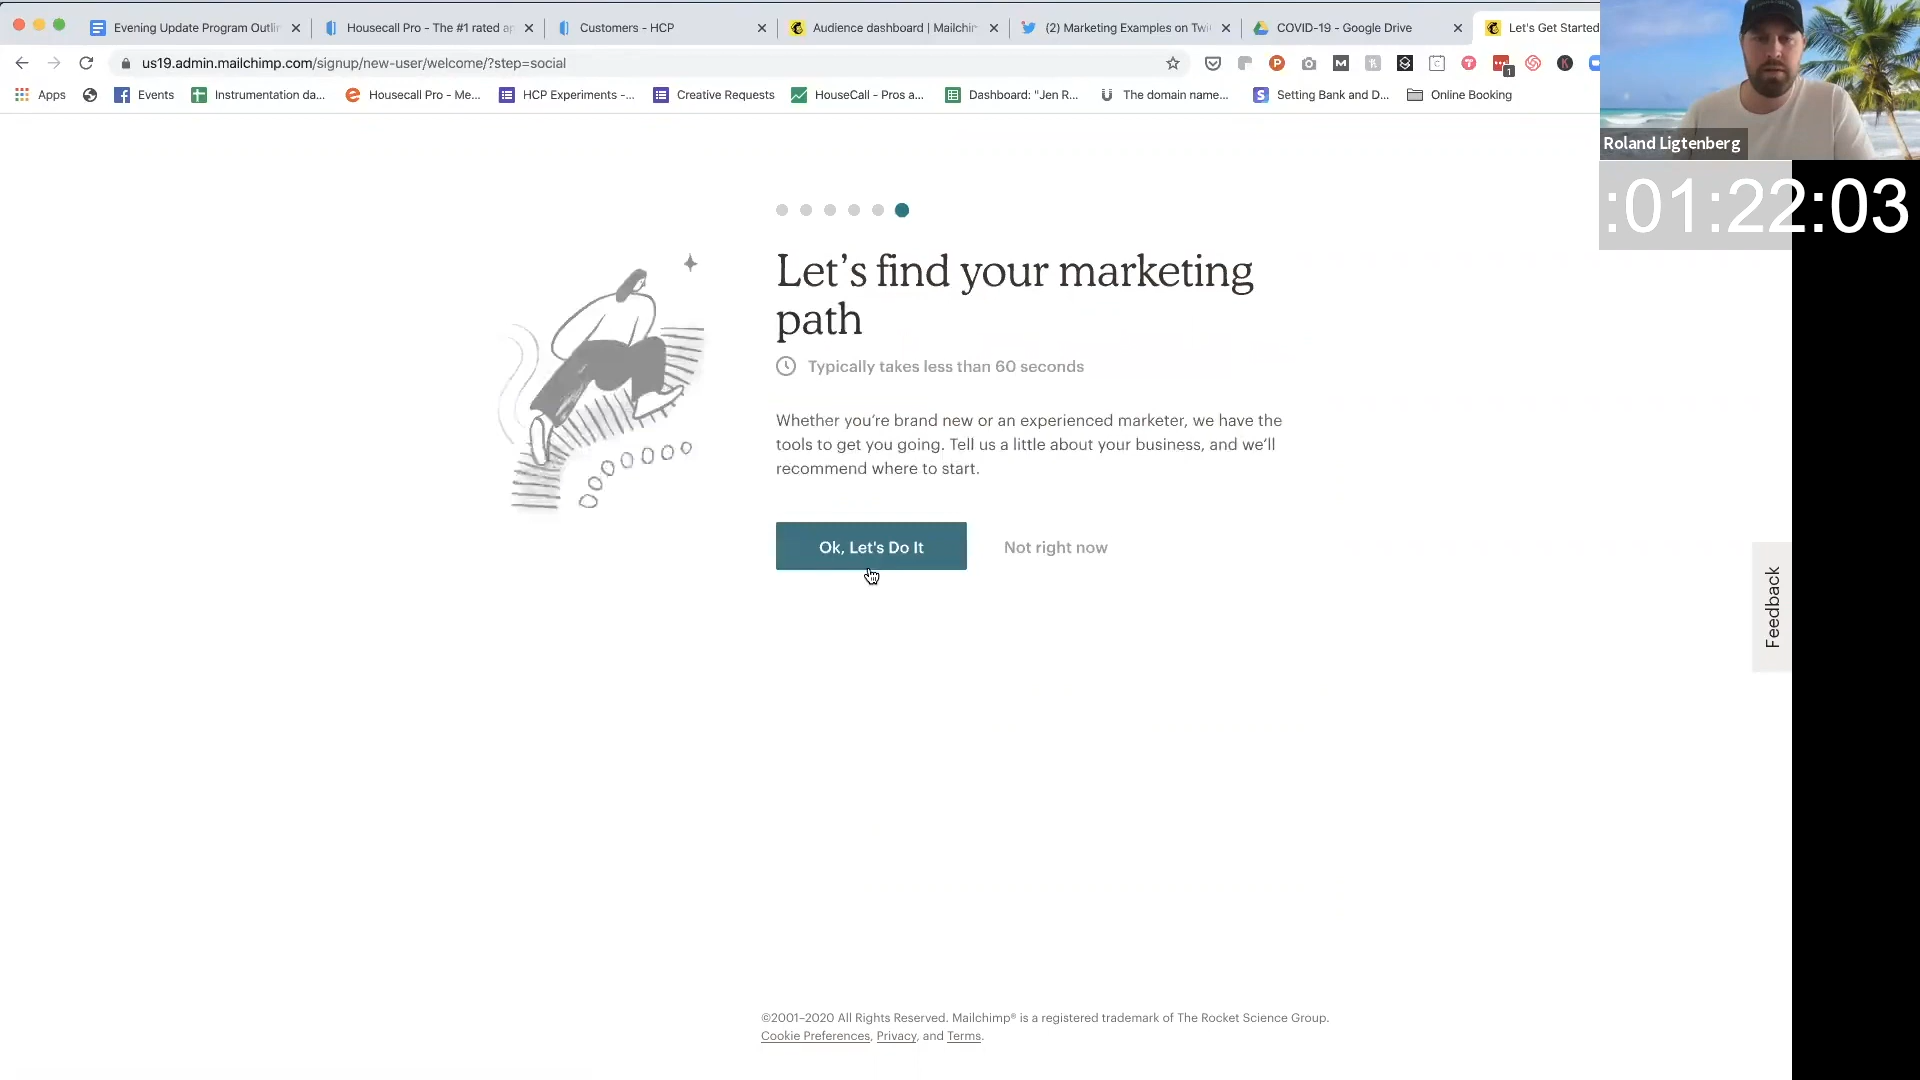 Evening Update Program Outlin
Housecall Pro - The #1 rated ap
Customers - HCP
Audience dashboard | Mailchim
(2) Marketing Examples on Twi
COVID-19 - Google Drive
Let's Get Started
us19.admin.mailchimp.com/signup/new-user/welcome/?step=social
Apps
Events
Instrumentation da...
Housecall Pro - Me...
HCP Experiments -...
Creative Requests
HouseCall - Pros a...
Dashboard: "Jen R...
The domain name...
Setting Bank and D...
Online Booking
Roland Ligtenberg
:01:22:03
Let's find your marketing
path
Typically takes less than 60 seconds
Whether you're brand new or an experienced marketer, we have the
tools to get you going. Tell us a little about your business, and we'll
recommend where to start.
Ok, Let's Do It
Not right now
Feedback
©2001–2020 All Rights Reserved. Mailchimp® is a registered trademark of The Rocket Science Group.
Cookie Preferences, Privacy, and Terms.